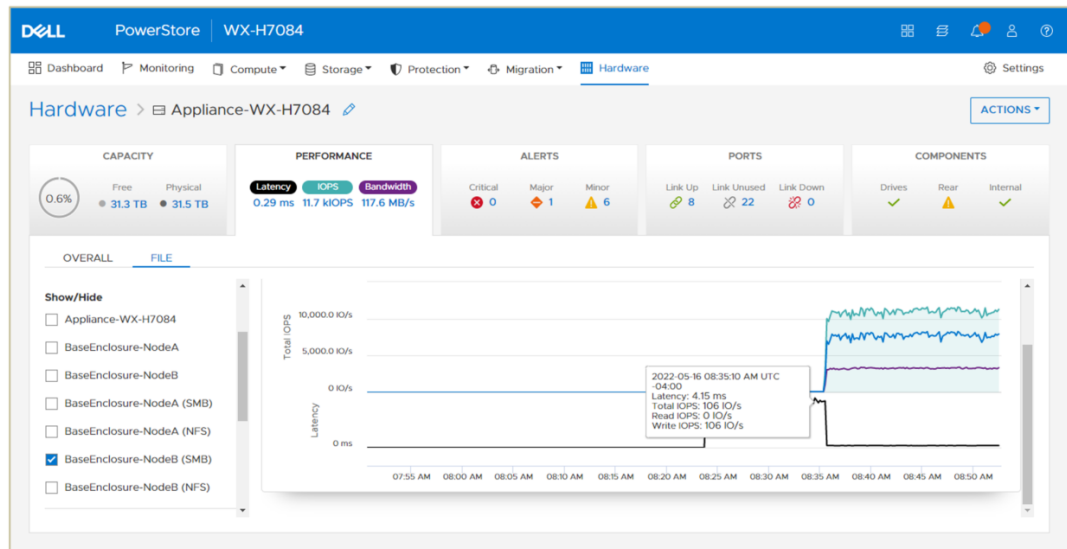 DELL PowerStore WX-H7084
Dashboard Monitoring Compute Storage Protection Migration Hardware Settings
Hardware > Appliance-WX-H7084 ACTIONS
CAPACITY
0.6%
Free Physical
31.3 TB 31.5 TB
PERFORMANCE
Latency IOPS Bandwidth
0.29 ms 11.7 kIOPS 117.6 MB/s
ALERTS
Critical Major Minor
0 1 6
PORTS
Link Up Link Unused Link Down
8 22 0
COMPONENTS
Drives Rear Internal
OVERALL FILE
Show/Hide
Appliance-WX-H7084
BaseEnclosure-NodeA
BaseEnclosure-NodeB
BaseEnclosure-NodeA (SMB)
BaseEnclosure-NodeA (NFS)
BaseEnclosure-NodeB (SMB)
BaseEnclosure-NodeB (NFS)
Total IOPS
10,000.0 IO/s
5,000.0 IO/s
0 IO/s
Latency
0 ms
2022-05-16 08:35:10 AM UTC
-04:00
Latency: 4.15 ms
Total IOPS: 106 IO/s
Read IOPS: 0 IO/s
Write IOPS: 106 IO/s
07:55 AM 08:00 AM 08:05 AM 08:10 AM 08:15 AM 08:20 AM 08:25 AM 08:30 AM 08:35 AM 08:40 AM 08:45 AM 08:50 AM